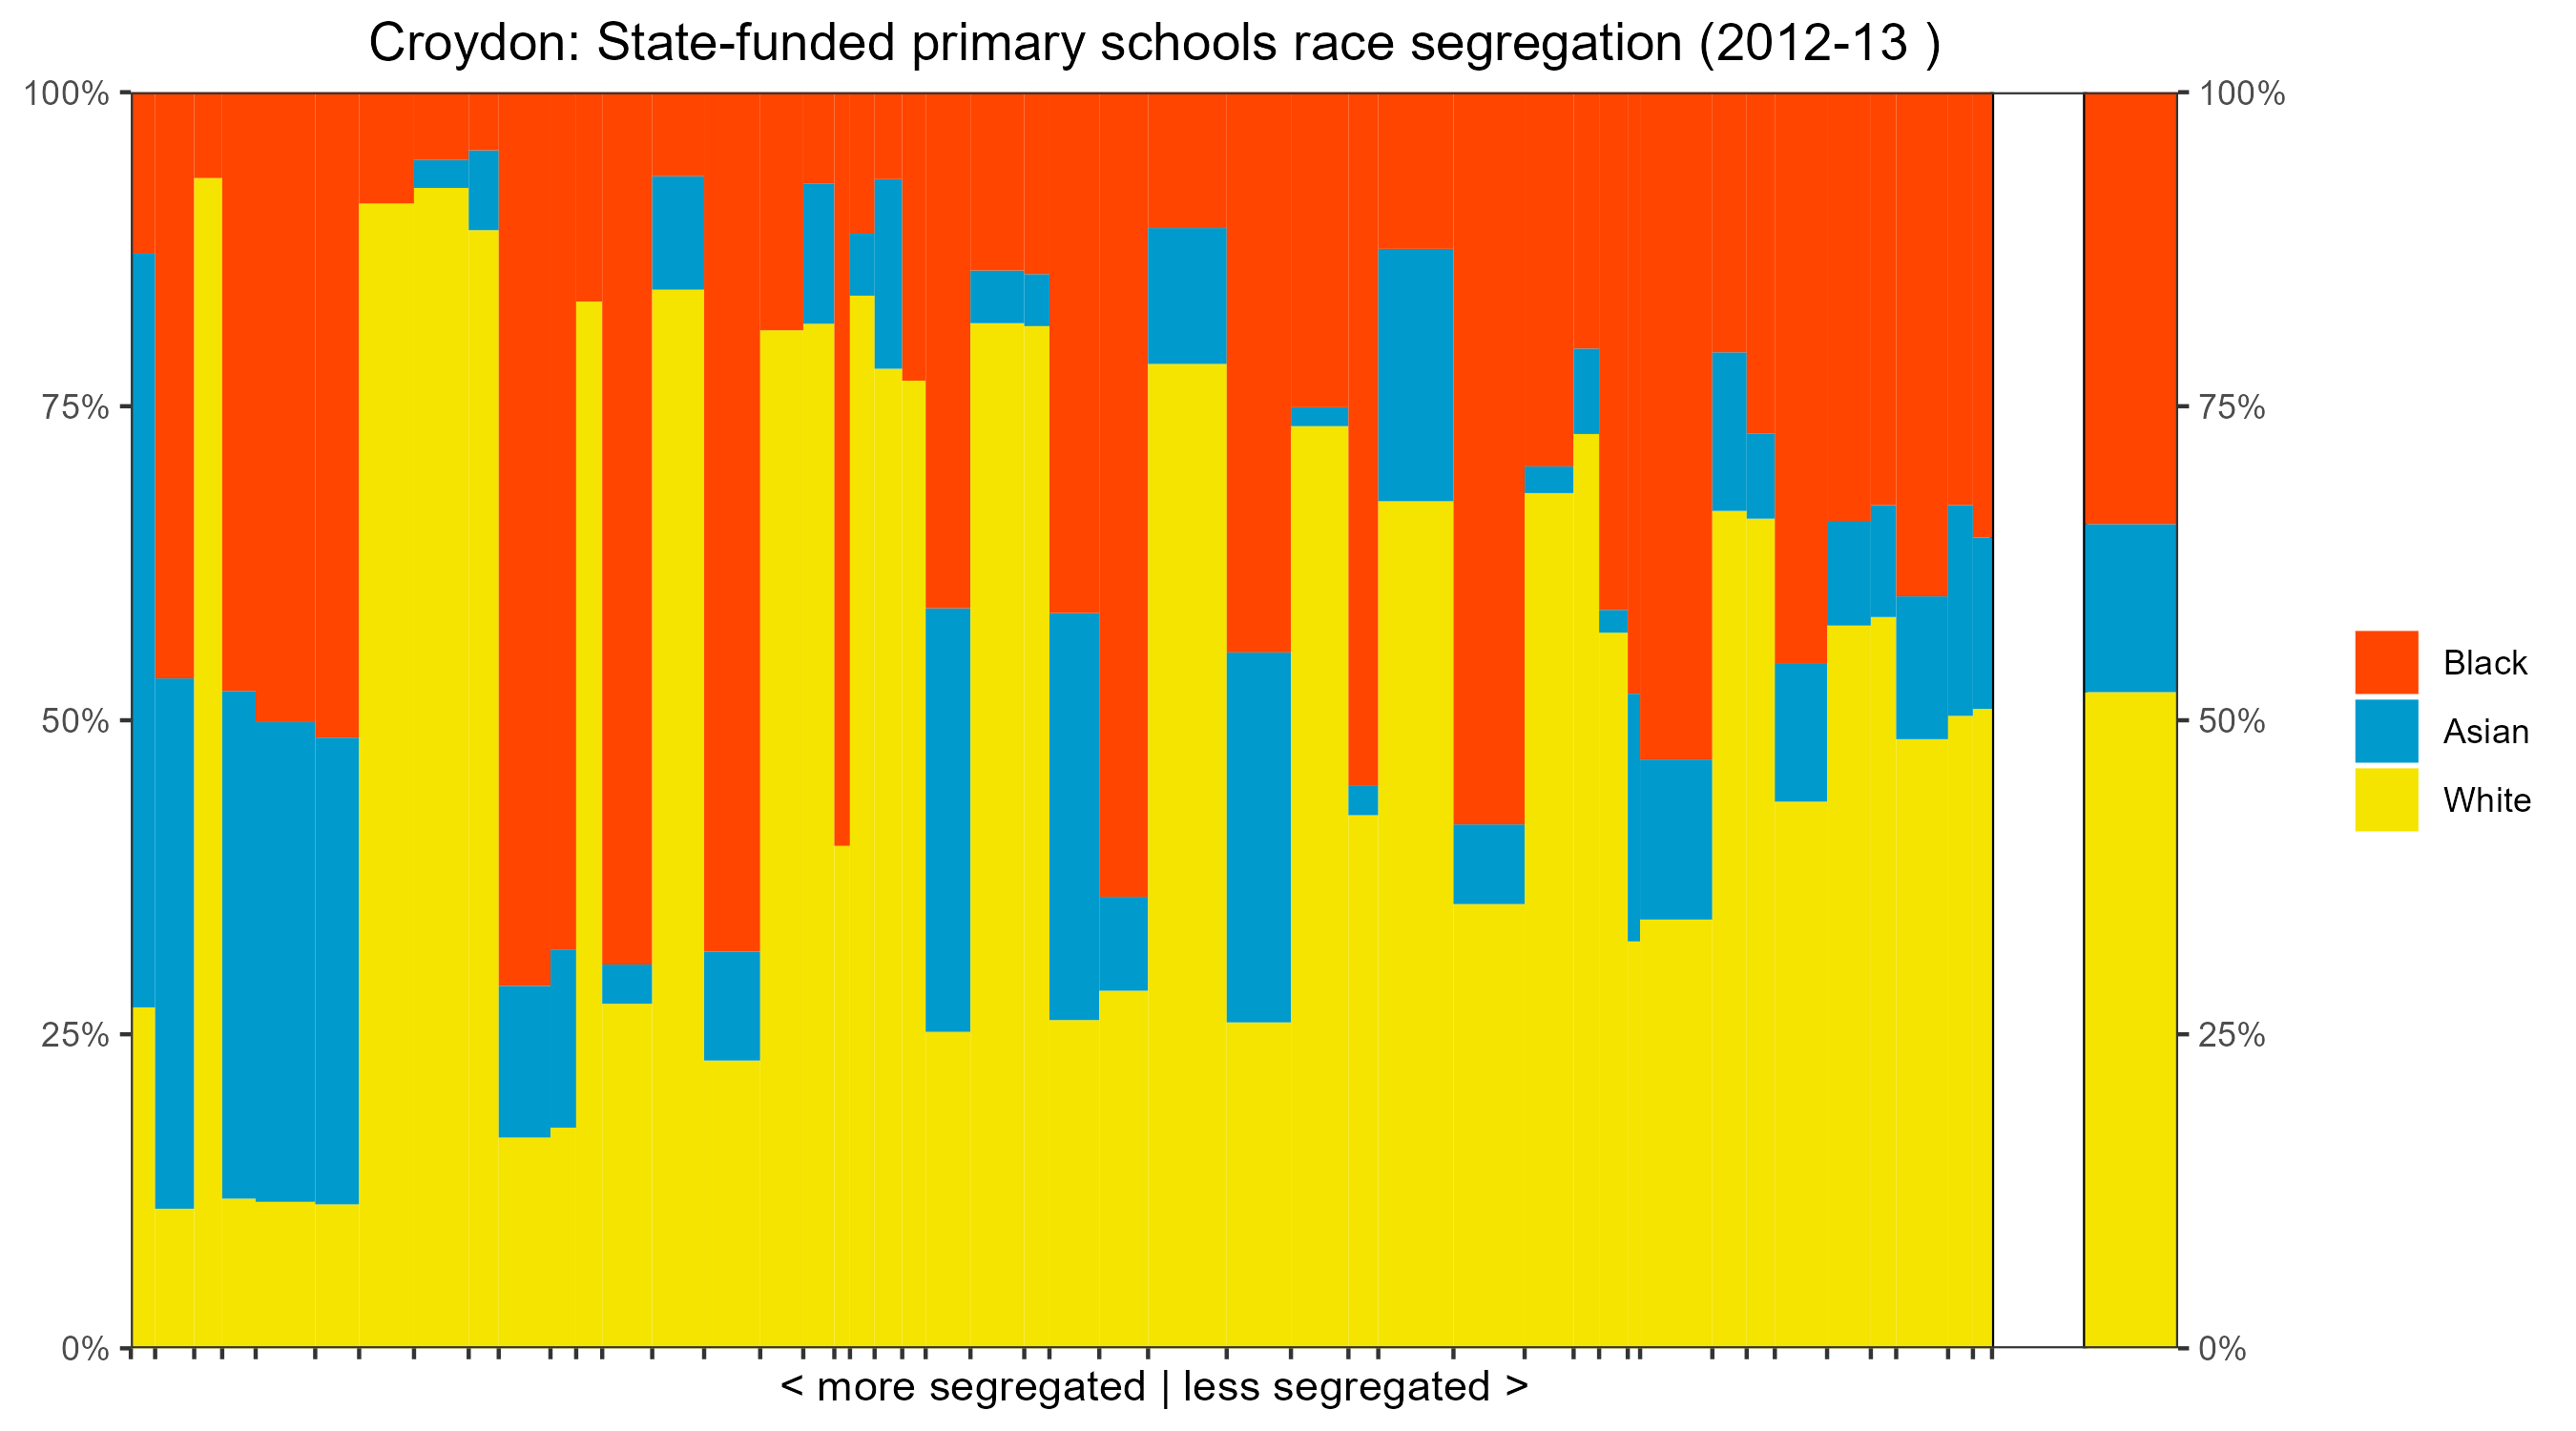 Croydon: State-funded primary schools race segregation (2012-13 )
100%
75%
50%
25%
0%
100%
75%
50%
25%
0%
Black
Asian
White
< more segregated | less segregated >